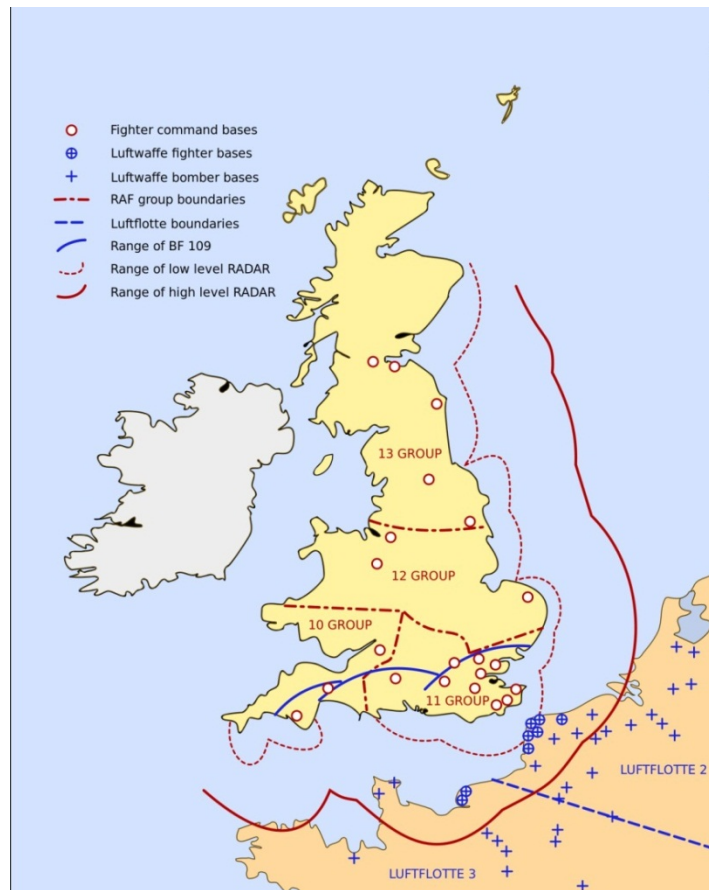 Fighter command bases
Luftwaffe fighter bases
Luftwaffe bomber bases
RAF group boundaries
Luftflotte boundaries
Range of BF 109
Range of low level RADAR
Range of high level RADAR
13 GROUP
12 GROUP
10 GROUP
11 GROUP
LUFTFLOTTE 2
LUFTFLOTTE 3